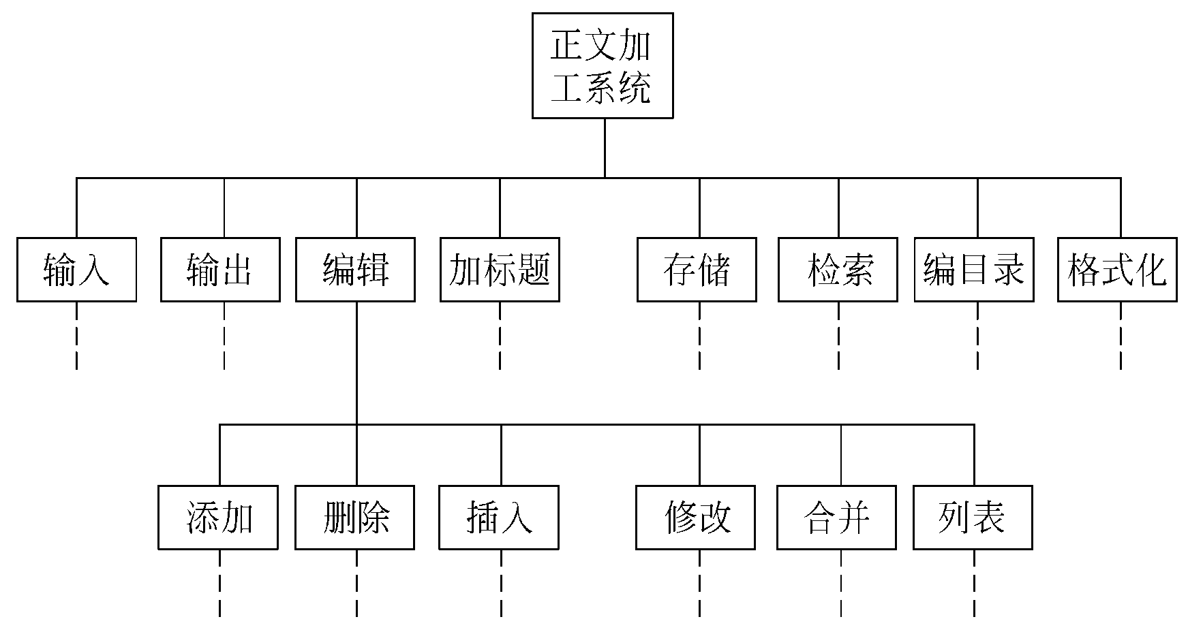 正文加
工系统
输入
输出
编辑
加标题
存储
检索
编目录
格式化
添加
删除
插入
修改
合并
列表